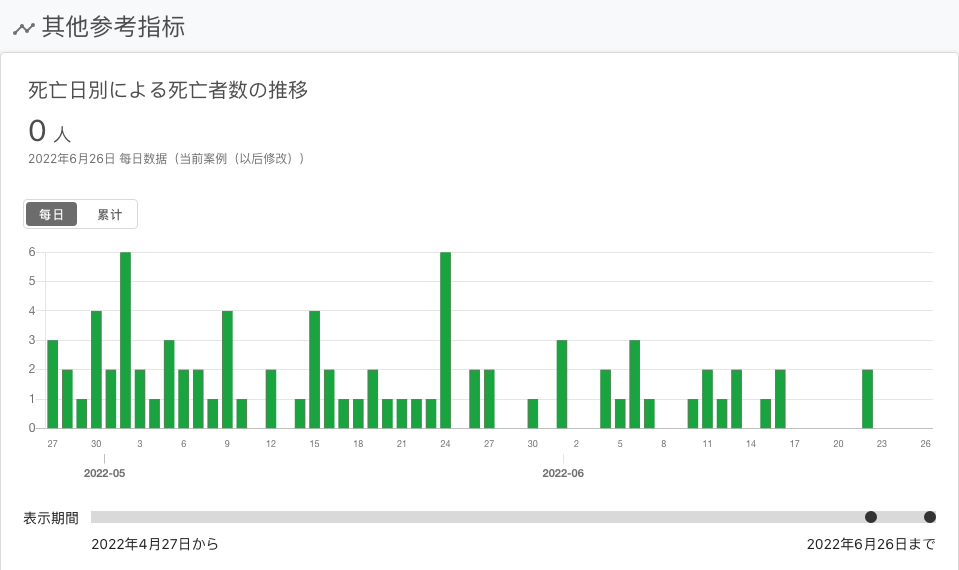 其他参考指标
死亡日別による死亡者数の推移
0 人
2022年6月26日 每日数据（当前案例（以后修改））
每日 累计
6
5
4
3
2
1
0
27 30 3 6 9 12 15 18 21 24 27 30 2 5 8 11 14 17 20 23 26
2022-05 2022-06
表示期間
2022年4月27日から 2022年6月26日まで